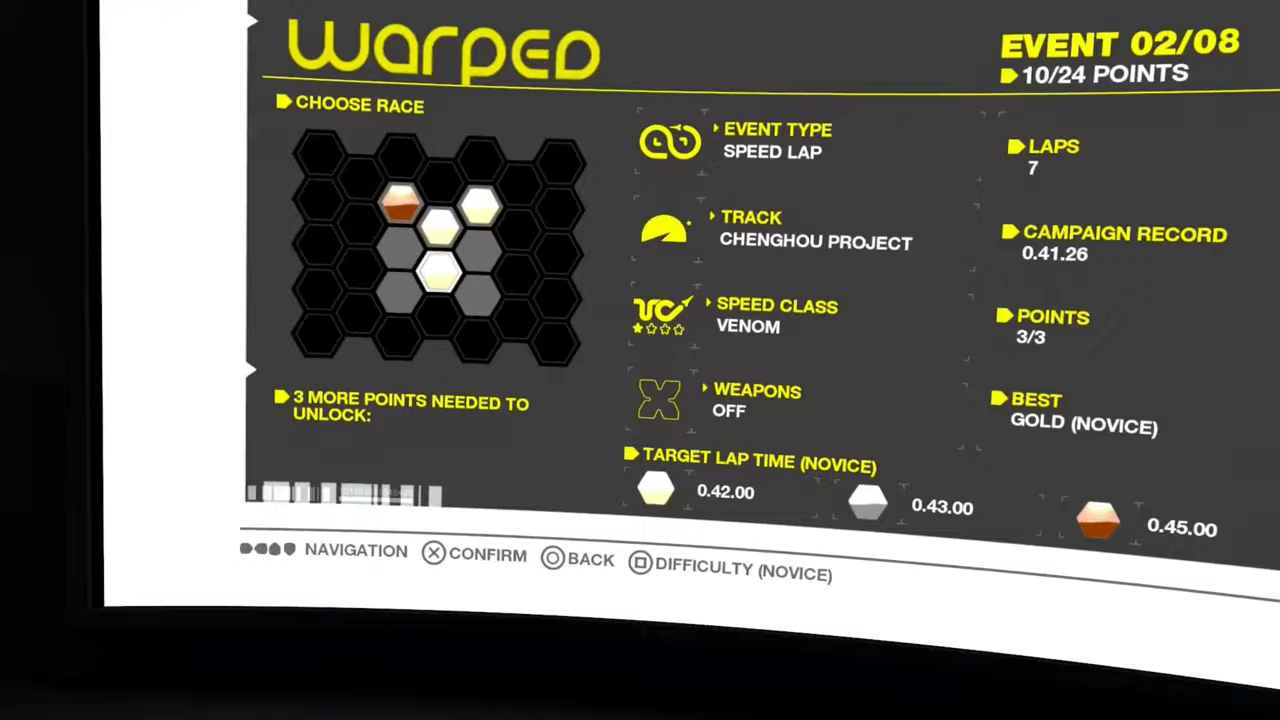 WARPED
EVENT 02/08
10/24 POINTS
CHOOSE RACE
EVENT TYPE
SPEED LAP
LAPS
7
TRACK
CHENGHOU PROJECT
CAMPAIGN RECORD
0.41.26
SPEED CLASS
VENOM
POINTS
3/3
WEAPONS
OFF
BEST
GOLD (NOVICE)
3 MORE POINTS NEEDED TO
UNLOCK:
TARGET LAP TIME (NOVICE)
0.42.00
0.43.00
0.45.00
NAVIGATION
CONFIRM
BACK
DIFFICULTY (NOVICE)